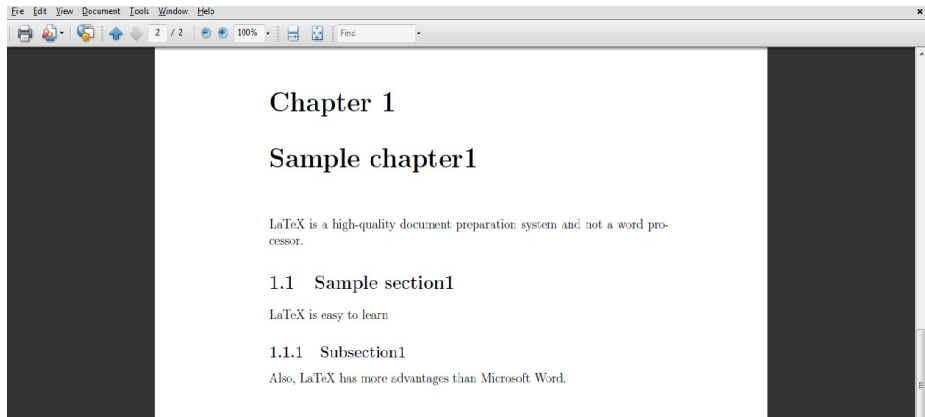 File Edit View Document Tools Window Help
2 / 2 100% Find
Chapter 1
Sample chapter1
LaTeX is a high-quality document preparation system and not a word pro-
cessor.
1.1 Sample section1
LaTeX is easy to learn
1.1.1 Subsection1
Also, LaTeX has more advantages than Microsoft Word.